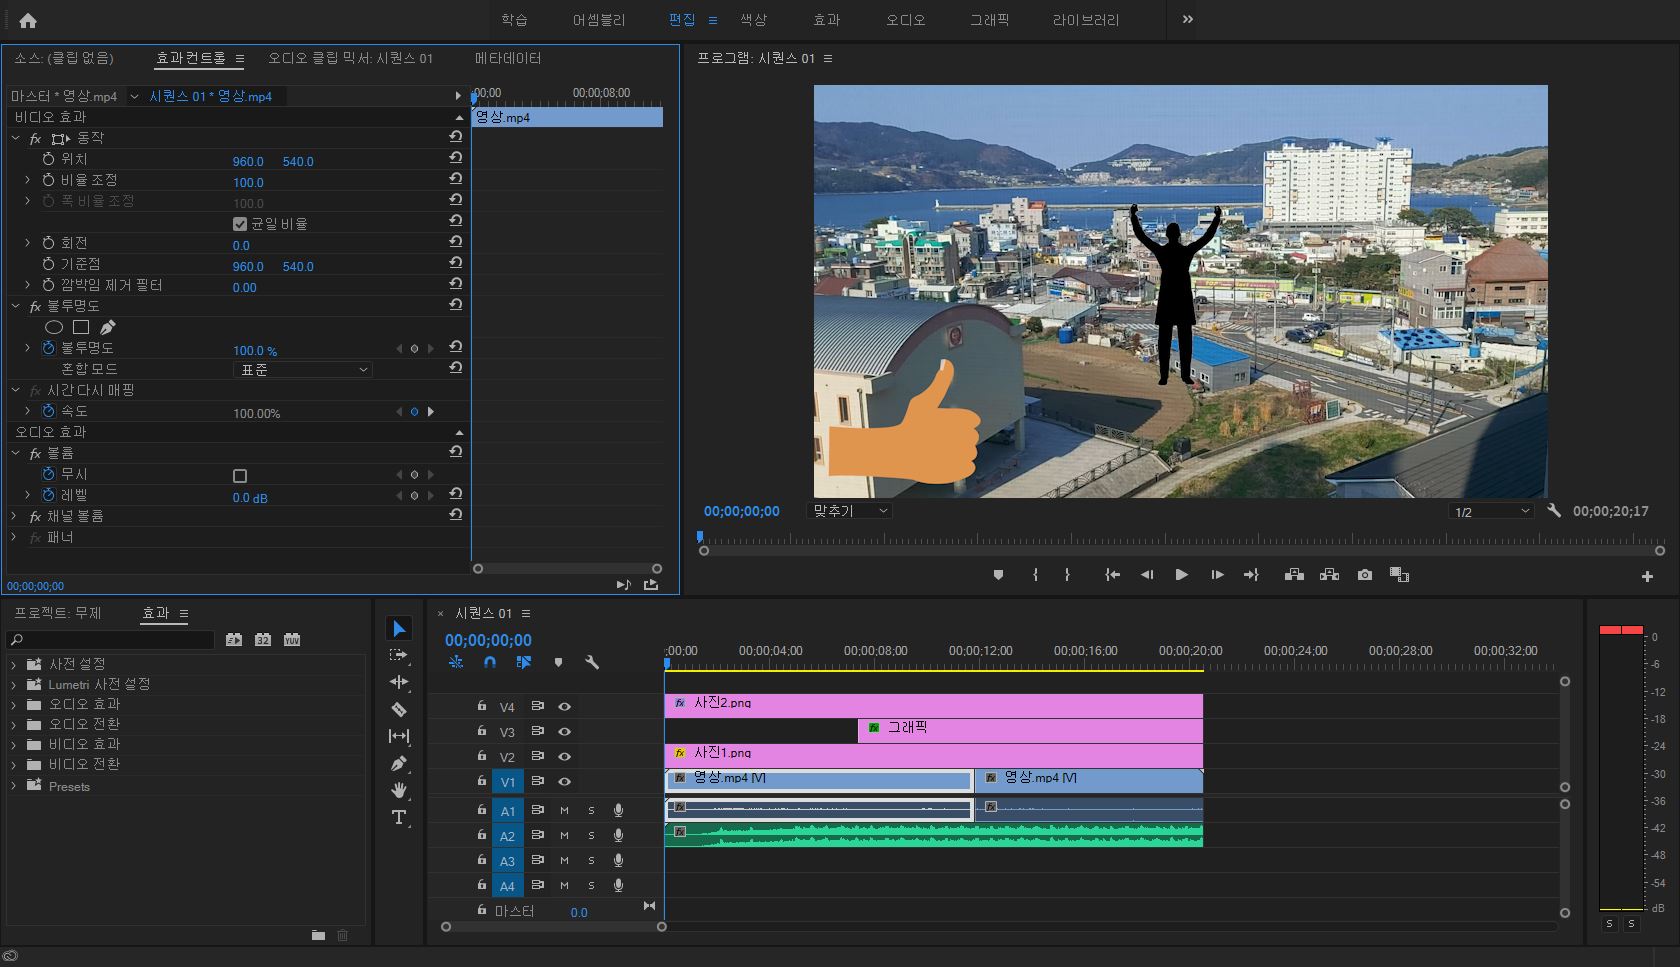 학습 어셈블리 편집 색상 효과 오디오 그래픽 라이브러리
소스: (클립 없음) 효과 컨트롤 오디오 클립 믹서: 시퀀스 01 메타데이터
마스터 * 영상.mp4 시퀀스 01 * 영상.mp4
:00;00 00;00;08;00
비디오 효과
영상.mp4
fx 동작
위치 960.0 540.0
비율 조정 100.0
폭 비율 조정 100.0
균일 비율
회전 0.0
기준점 960.0 540.0
깜박임 제거 필터 0.00
fx 불투명도
불투명도 100.0 %
혼합 모드 표준
fx 시간 다시 매핑
속도 100.00%
오디오 효과
fx 볼륨
무시
레벨 0.0 dB
fx 채널 볼륨
fx 패너
00;00;00;00
프로그램: 시퀀스 01
00;00;00;00 맞추기 1/2 00;00;20;17
프로젝트: 무제 효과
32 YUV
사전 설정
Lumetri 사전 설정
오디오 효과
오디오 전환
비디오 효과
비디오 전환
Presets
T
× 시퀀스 01
00;00;00;00
;00;00 00;00;04;00 00;00;08;00 00;00;12;00 00;00;16;00 00;00;20;00 00;00;24;00 00;00;28;00 00;00;32;00
V4 fx 사진2.png
V3 fx 그래픽
V2 fx 사진1.png
V1 fx 영상.mp4 [V] fx 영상.mp4 [V]
A1 M S fx fx
A2 M S fx
A3 M S
A4 M S
마스터 0.0
0
-6
-12
-18
-24
-30
-36
-42
-48
-54
dB
S S